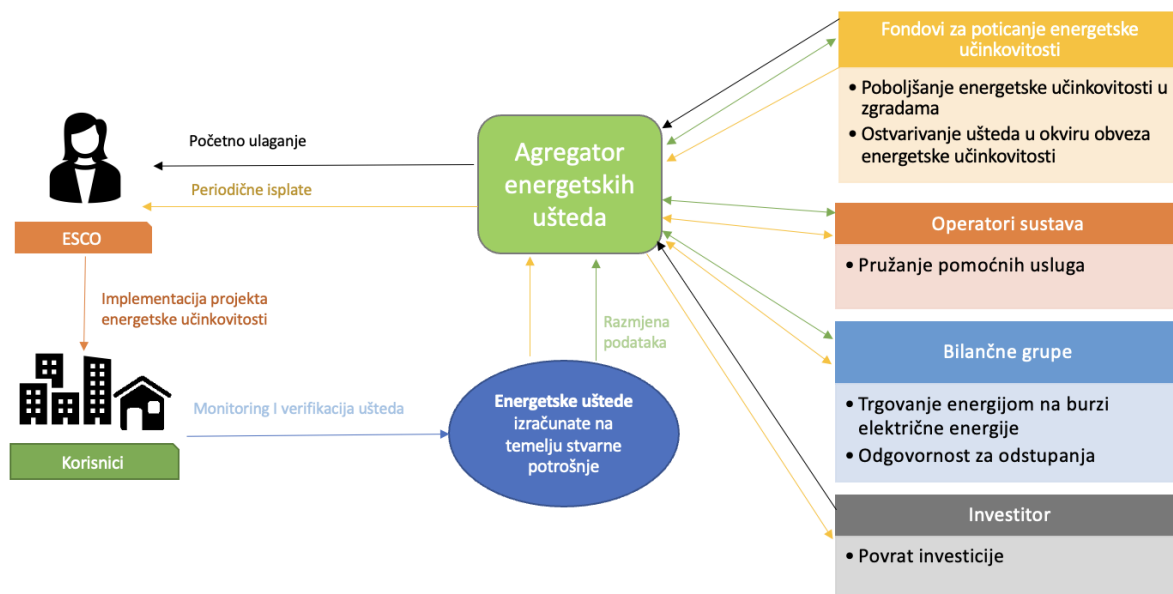 Fondovi za poticanje energetske
učinkovitosti
• Poboljšanje energetske učinkovitosti u
zgradama
• Ostvarivanje ušteda u okviru obveza
energetske učinkovitosti
Početno ulaganje
Periodične isplate
ESCO
Agregator
energetskih
ušteda
Operatori sustava
• Pružanje pomoćnih usluga
Implementacija projekta
energetske učinkovitosti
Razmjena
podataka
Bilančne grupe
• Trgovanje energijom na burzi
električne energije
• Odgovornost za odstupanja
Monitoring I verifikacija ušteda
Energetske uštede
izračunate na
temelju stvarne
potrošnje
Korisnici
Investitor
• Povrat investicije